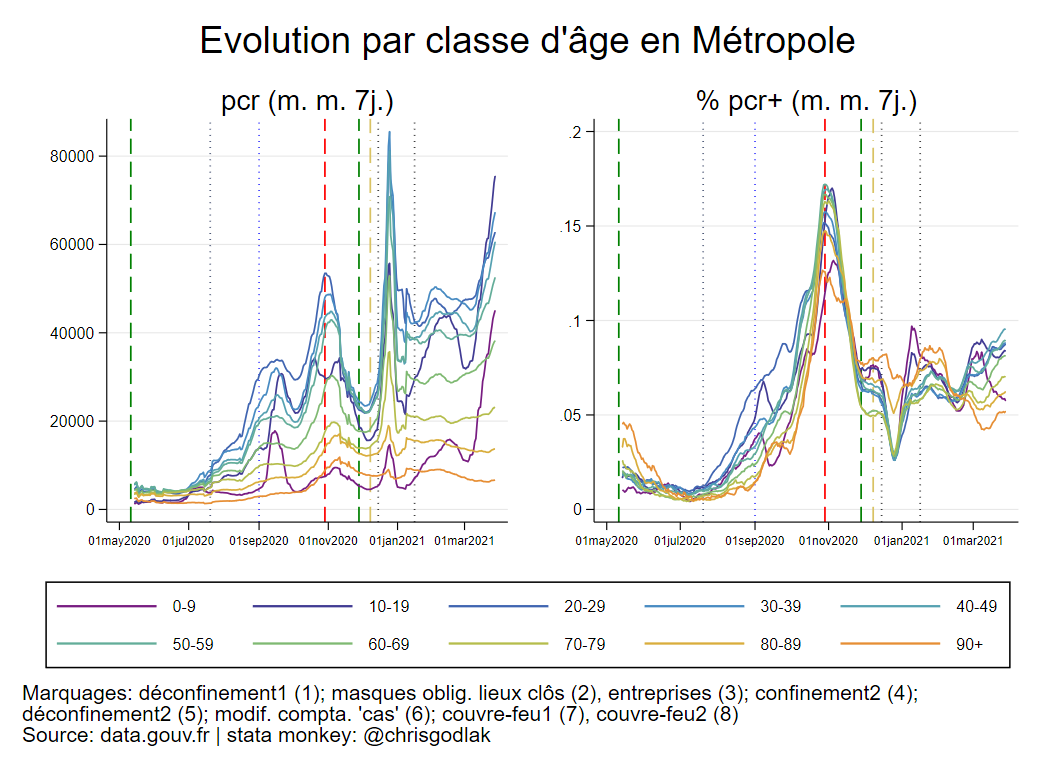 Evolution par classe d'âge en Métropole
pcr (m. m. 7j.)
80000
60000
40000
20000
0
01may2020 01jul2020 01sep2020 01nov2020 01jan2021 01mar2021
% pcr+ (m. m. 7j.)
.2
.15
.1
.05
0
01may2020 01jul2020 01sep2020 01nov2020 01jan2021 01mar2021
0-9 10-19 20-29 30-39 40-49
50-59 60-69 70-79 80-89 90+
Marquages: déconfinement1 (1); masques oblig. lieux clôs (2), entreprises (3); confinement2 (4);
déconfinement2 (5); modif. compta. 'cas' (6); couvre-feu1 (7), couvre-feu2 (8)
Source: data.gouv.fr | stata monkey: @chrisgodlak